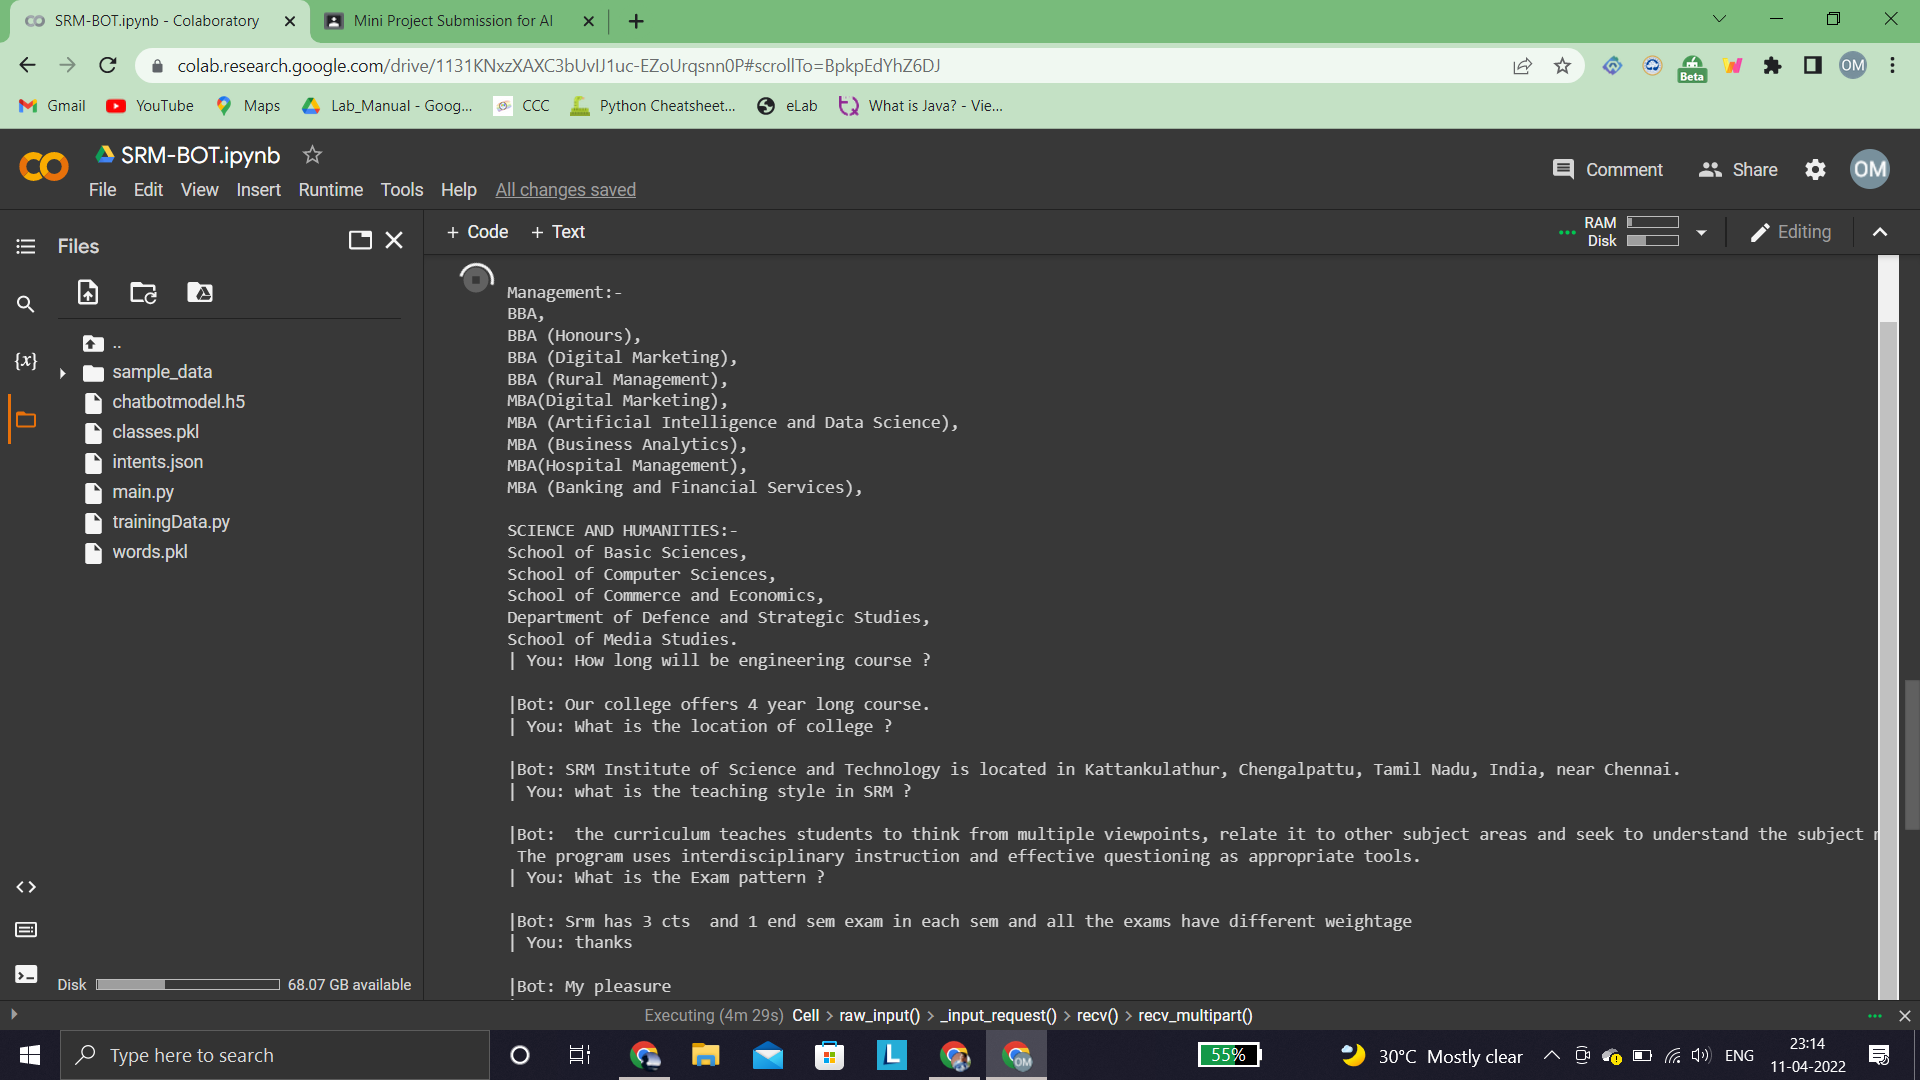 SRM-BOT.ipynb - Colaboratory
Mini Project Submission for AI
colab.research.google.com/drive/1131KNxzXAXC3bUvIJ1uc-EZoUrqsnn0P#scrollTo=BpkpEdYhZ6DJ
Beta
OM
Gmail
YouTube
Maps
Lab_Manual - Goog...
CCC
Python Cheatsheet...
eLab
What is Java? - Vie...
SRM-BOT.ipynb
File Edit View Insert Runtime Tools Help All changes saved
Comment
Share
OM
Files
+ Code + Text
RAM
Disk
Editing
..
sample_data
chatbotmodel.h5
classes.pkl
intents.json
main.py
trainingData.py
words.pkl
{x}
Disk
68.07 GB available
Management:-
BBA,
BBA (Honours),
BBA (Digital Marketing),
BBA (Rural Management),
MBA(Digital Marketing),
MBA (Artificial Intelligence and Data Science),
MBA (Business Analytics),
MBA(Hospital Management),
MBA (Banking and Financial Services),
SCIENCE AND HUMANITIES:-
School of Basic Sciences,
School of Computer Sciences,
School of Commerce and Economics,
Department of Defence and Strategic Studies,
School of Media Studies.
| You: How long will be engineering course ?
|Bot: Our college offers 4 year long course.
| You: What is the location of college ?
|Bot: SRM Institute of Science and Technology is located in Kattankulathur, Chengalpattu, Tamil Nadu, India, near Chennai.
| You: what is the teaching style in SRM ?
|Bot:  the curriculum teaches students to think from multiple viewpoints, relate it to other subject areas and seek to understand the subject
The program uses interdisciplinary instruction and effective questioning as appropriate tools.
| You: What is the Exam pattern ?
|Bot: Srm has 3 cts  and 1 end sem exam in each sem and all the exams have different weightage
| You: thanks
|Bot: My pleasure
Executing (4m 29s) Cell > raw_input() > _input_request() > recv() > recv_multipart()
Type here to search
L
OM
55%
30°C Mostly clear
ENG
23:14
11-04-2022